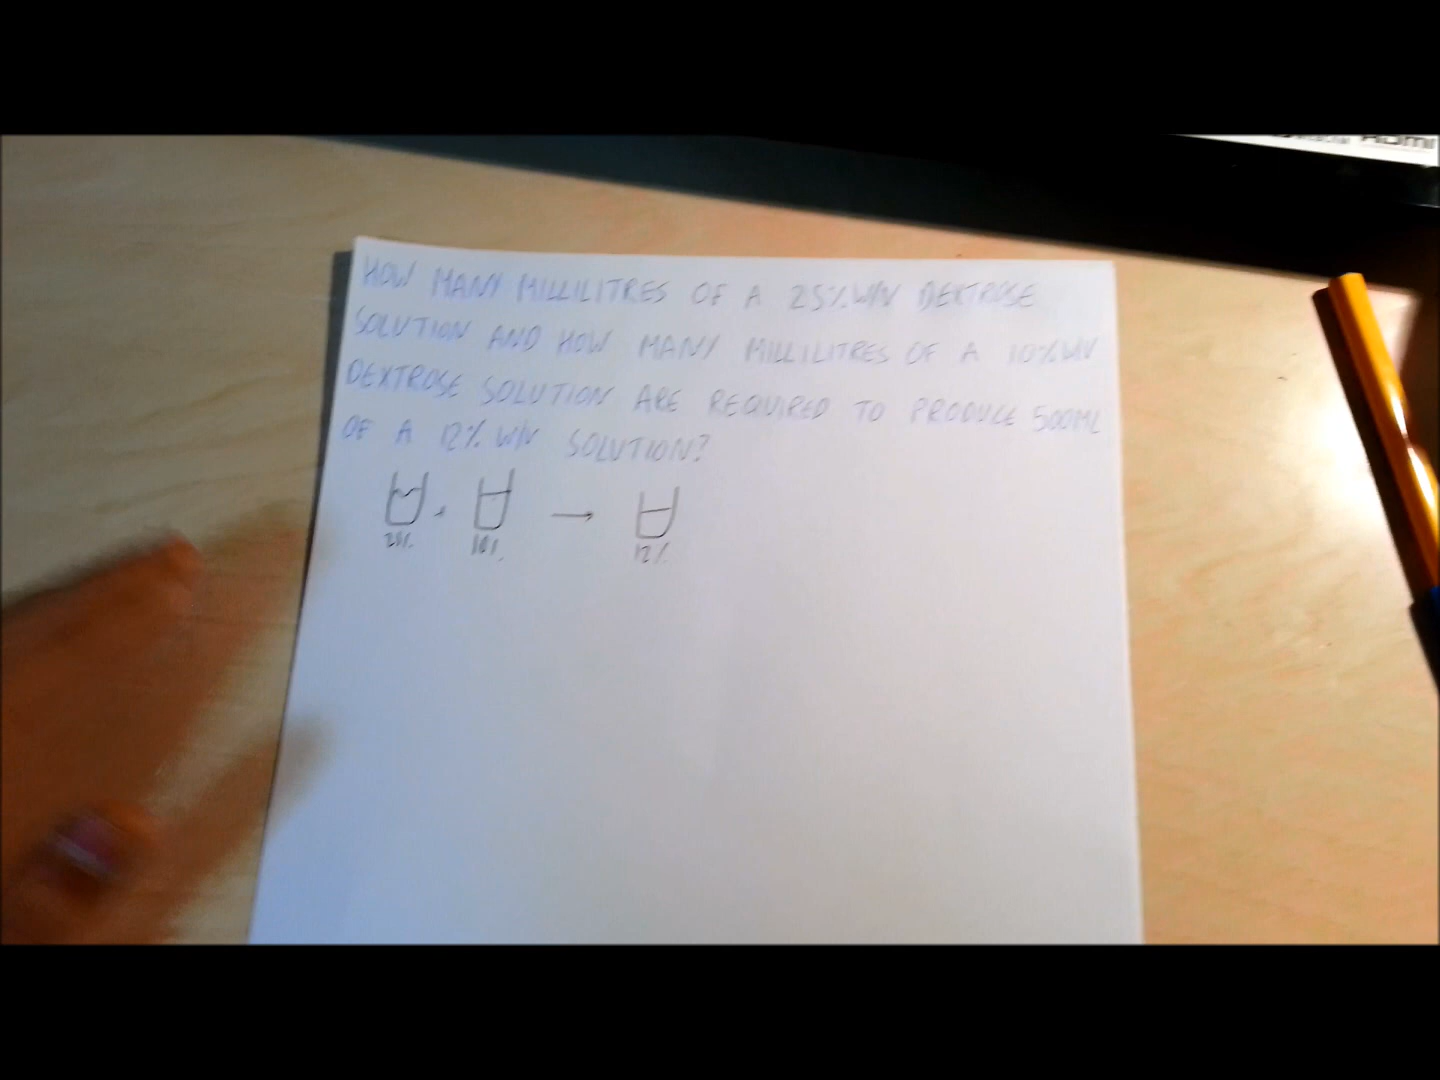 HOW MANY MILLILITRES OF A 25% W/V DEXTROSE
SOLUTION AND HOW MANY MILLILITRES OF A 10% W/V
DEXTROSE SOLUTION ARE REQUIRED TO PRODUCE 500ML
OF A 12% W/V SOLUTION?
+ →
25% 10% 12%